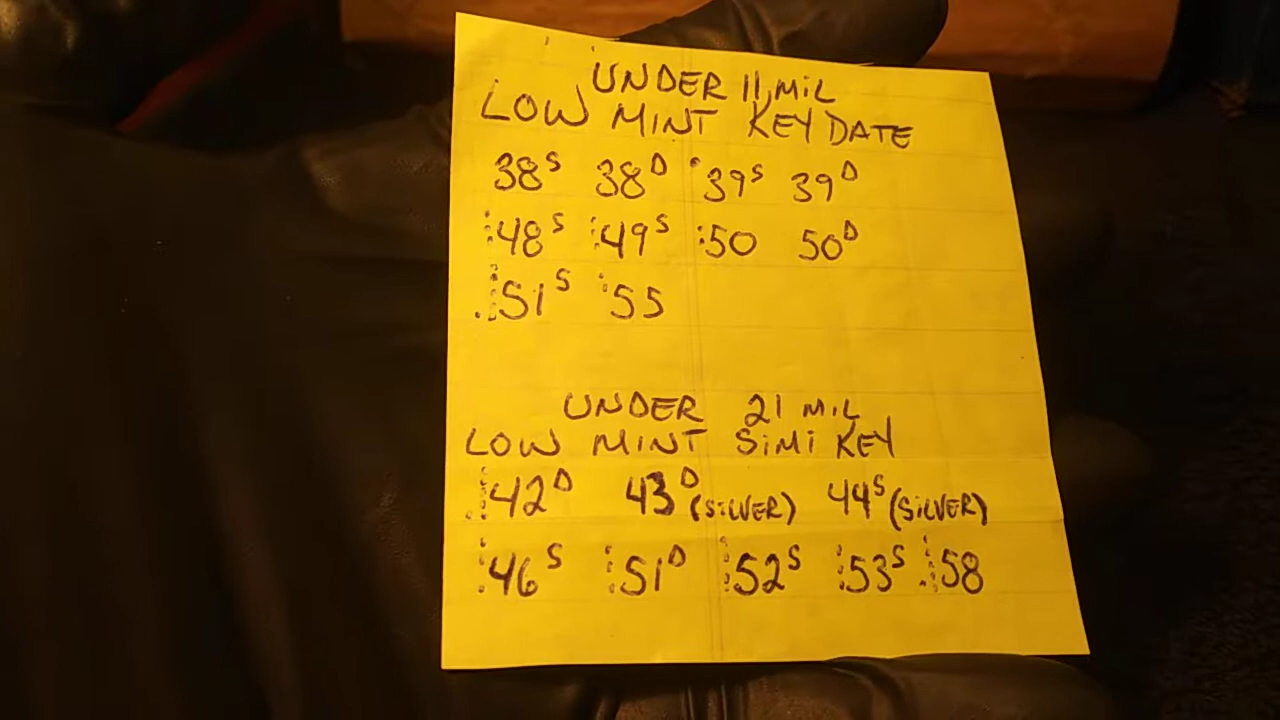 UNDER 11 MIL
LOW MINT KEY DATE
38S 38D 39S 39D
48S 49S 50 50D
51S 55
UNDER 21 MIL
LOW MINT SIMI KEY
42D 43D (SILVER) 44S (SILVER)
46S 51D 52S 53S 58